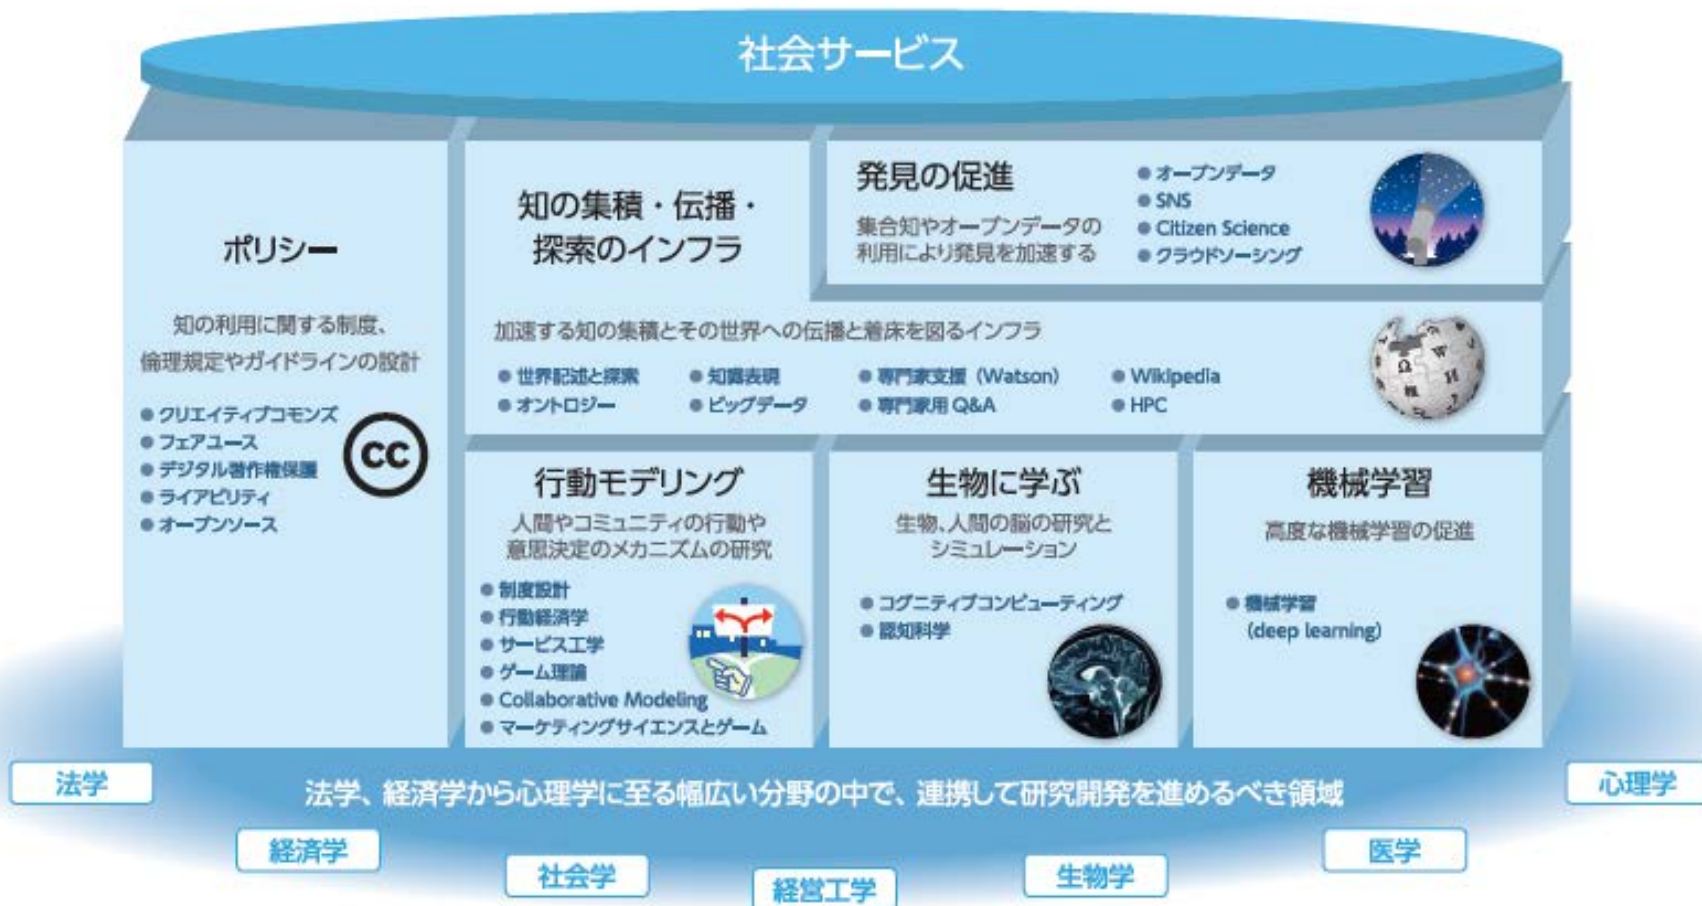 社会サービス
ポリシー
知の利用に関する制度、
倫理規定やガイドラインの設計
● クリエイティブコモンズ
● フェアユース
● デジタル著作権保護
● ライアビリティ
● オープンソース
cc
知の集積・伝播・
探索のインフラ
発見の促進
集合知やオープンデータの
利用により発見を加速する
● オープンデータ
● SNS
● Citizen Science
● クラウドソーシング
加速する知の集積とその世界への伝播と着床を図るインフラ
● 世界記述と探索 ● 知識表現 ● 専門家支援（Watson） ● Wikipedia
● オントロジー ● ビッグデータ ● 専門家用 Q&A ● HPC
Ω W И
行動モデリング
人間やコミュニティの行動や
意思決定のメカニズムの研究
● 制度設計
● 行動経済学
● サービス工学
● ゲーム理論
● Collaborative Modeling
● マーケティングサイエンスとゲーム
生物に学ぶ
生物、人間の脳の研究と
シミュレーション
● コグニティブコンピューティング
● 認知科学
機械学習
高度な機械学習の促進
● 機械学習
(deep learning)
法学、経済学から心理学に至る幅広い分野の中で、連携して研究開発を進めるべき領域
法学
経済学
社会学
経営工学
生物学
医学
心理学